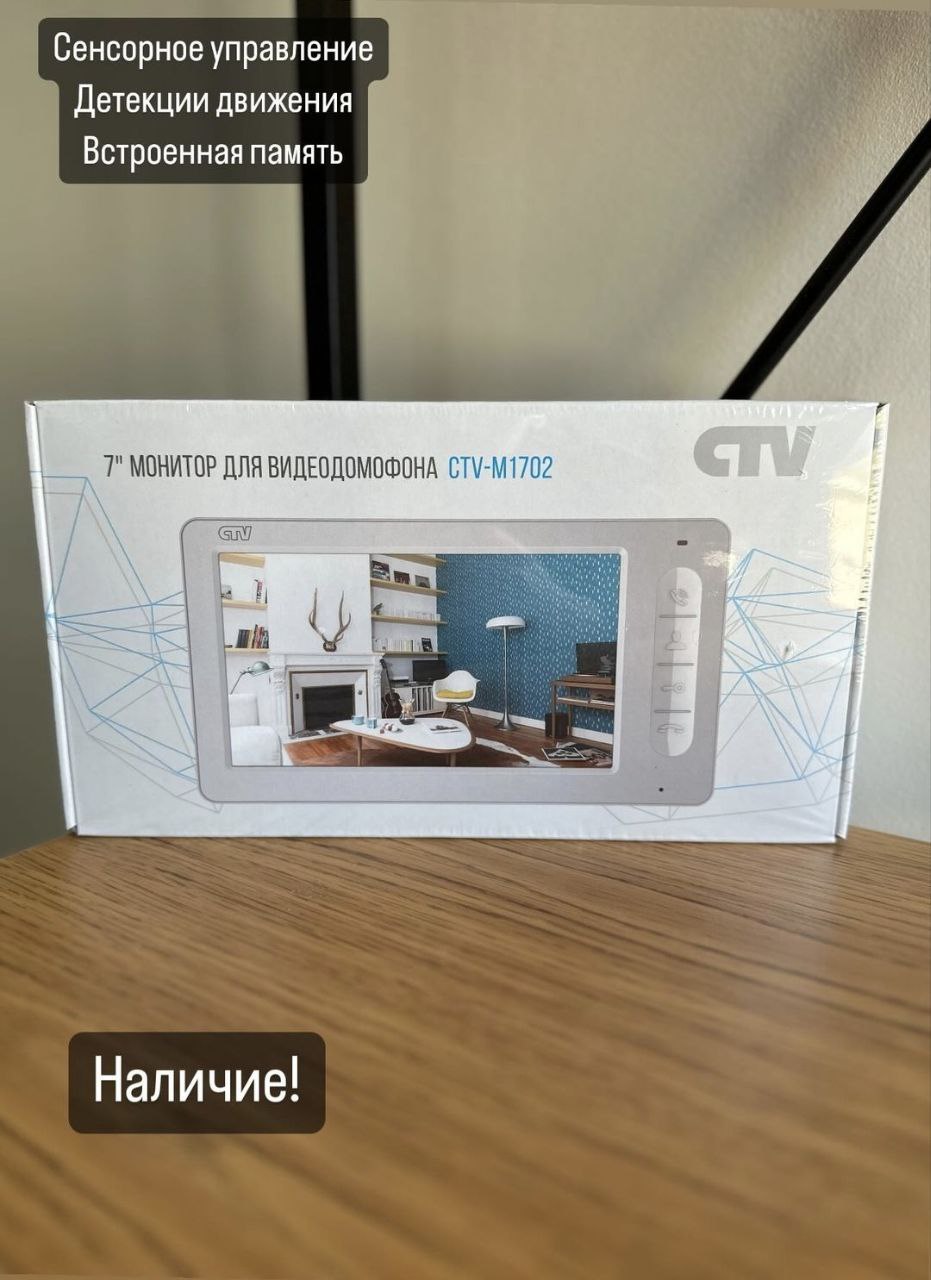 Сенсорное управление
Детекции движения
Встроенная память
CTV
7" МОНИТОР ДЛЯ ВИДЕОДОМОФОНА CTV-M1702
CTV
Наличие!